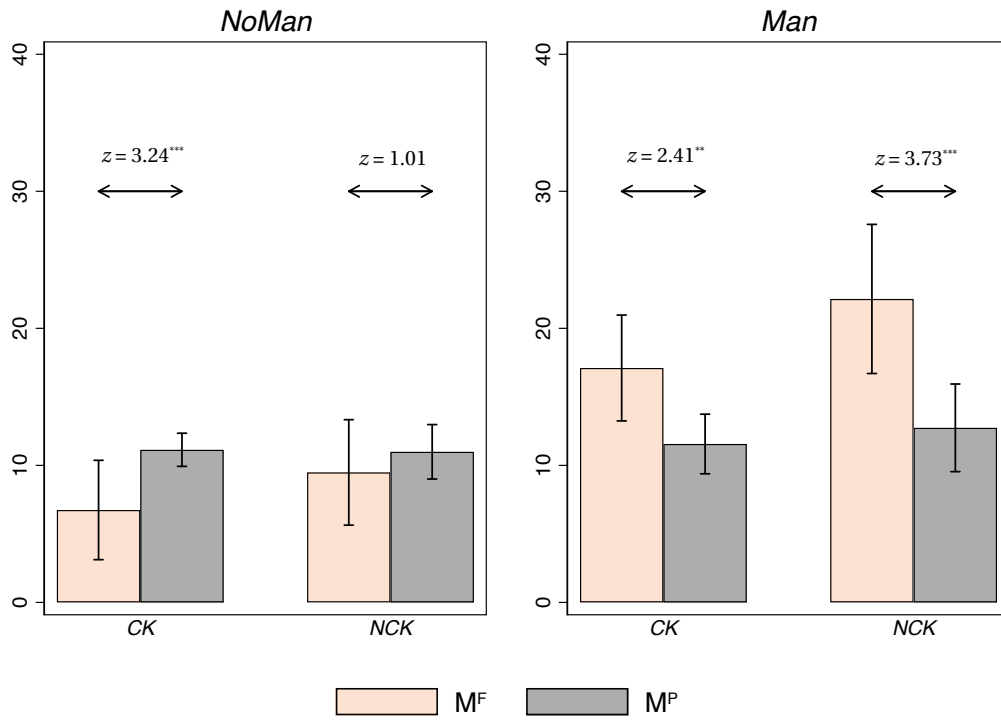 NoMan
Man
40
30
20
10
0
z = 3.24***
z = 1.01
CK
NCK
40
30
20
10
0
z = 2.41**
z = 3.73***
CK
NCK
Mᶠ
Mᴾ